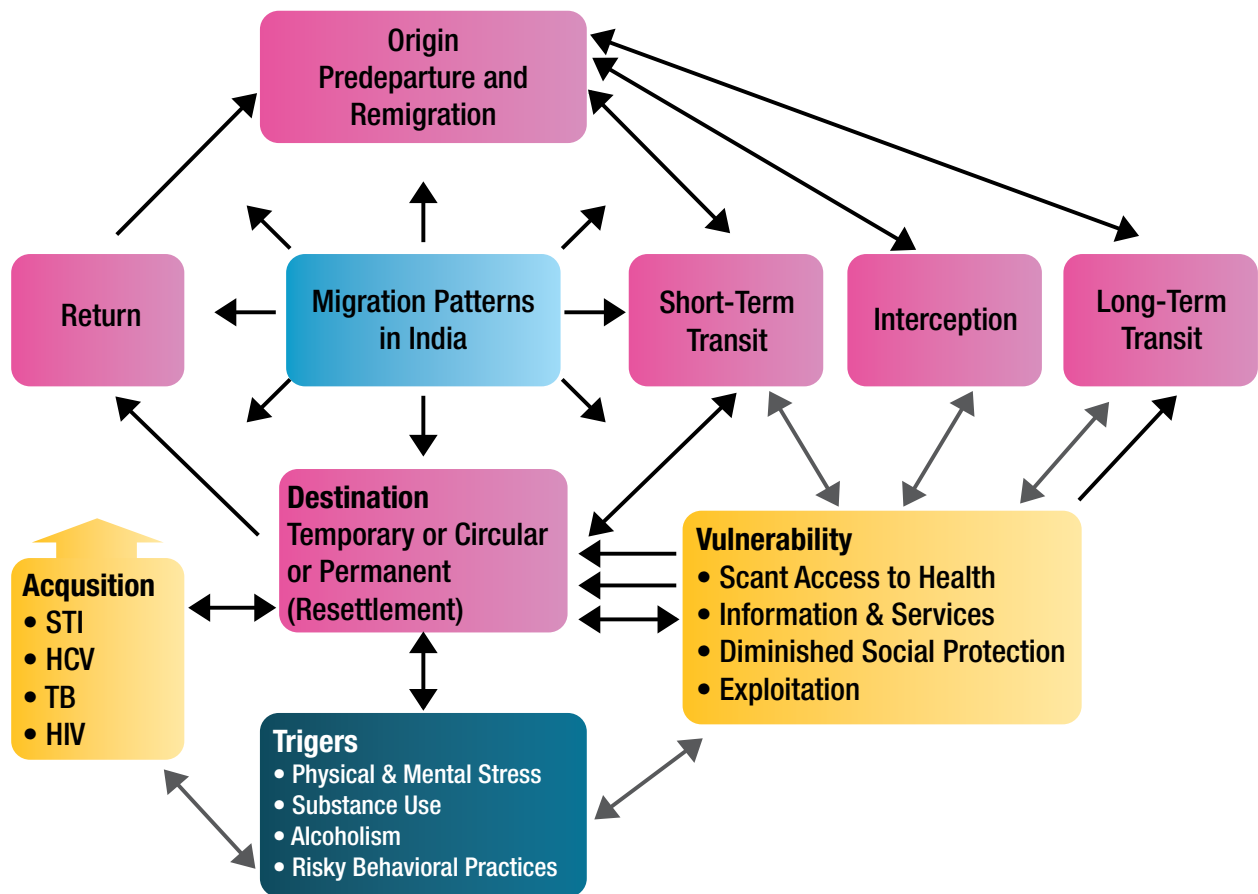 Origin
Predeparture and
Remigration
Return
Migration Patterns
in India
Short-Term
Transit
Interception
Long-Term
Transit
Destination
Temporary or Circular
or Permanent
(Resettlement)
Vulnerability
• Scant Access to Health
• Information & Services
• Diminished Social Protection
• Exploitation
Acqusition
• STI
• HCV
• TB
• HIV
Trigers
• Physical & Mental Stress
• Substance Use
• Alcoholism
• Risky Behavioral Practices